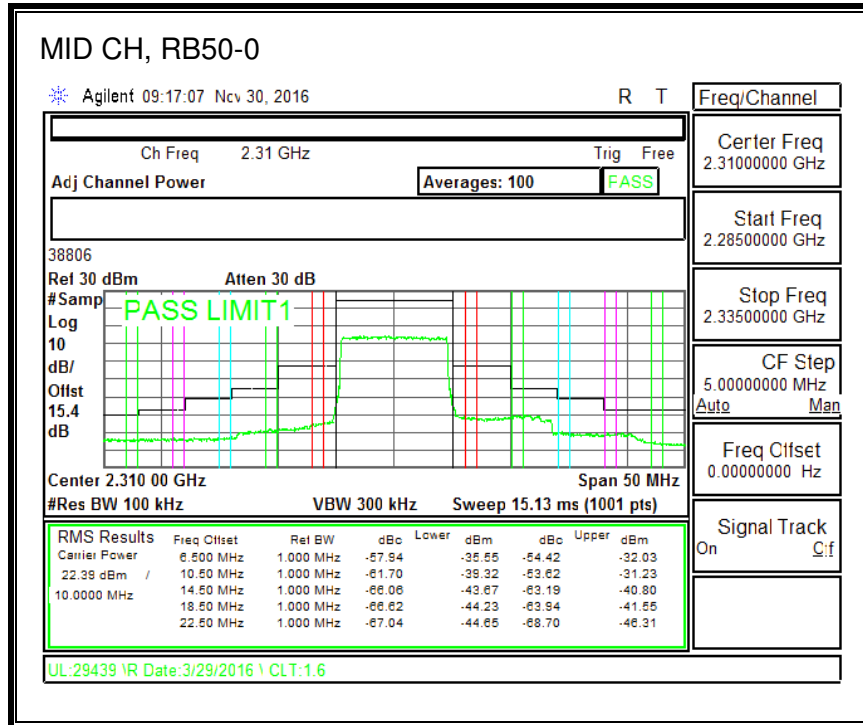 MID CH, RB50-0
Agilent 09:17:07 Nov 30, 2016 R T
Freq/Channel
Ch Freq 2.31 GHz Trig Free
Adj Channel Power Averages: 100 PASS
Center Freq
2.31000000 GHz
Start Freq
2.28500000 GHz
38806
Ref 30 dBm Atten 30 dB
#Samp
Log
10
dB/
Offst
15.4
dB
PASS LIMIT1
Stop Freq
2.33500000 GHz
CF Step
5.00000000 MHz
Auto Man
Freq Offset
0.00000000 Hz
Center 2.310 00 GHz Span 50 MHz
#Res BW 100 kHz VBW 300 kHz Sweep 15.13 ms (1001 pts)
Signal Track
On Off
RMS Results Freq Offset Ref BW dBc Lower dBm dBc Upper dBm
Carrier Power 6.500 MHz 1.000 MHz -57.94 -35.55 -54.42 -32.03
22.39 dBm / 10.50 MHz 1.000 MHz -61.70 -39.32 -53.62 -31.23
10.0000 MHz 14.50 MHz 1.000 MHz -66.06 -43.67 -63.19 -40.80
18.50 MHz 1.000 MHz -66.62 -44.23 -63.94 -41.55
22.50 MHz 1.000 MHz -67.04 -44.65 -68.70 -46.31
UL:29439 \R Date:3/29/2016 \ CLT:1.6